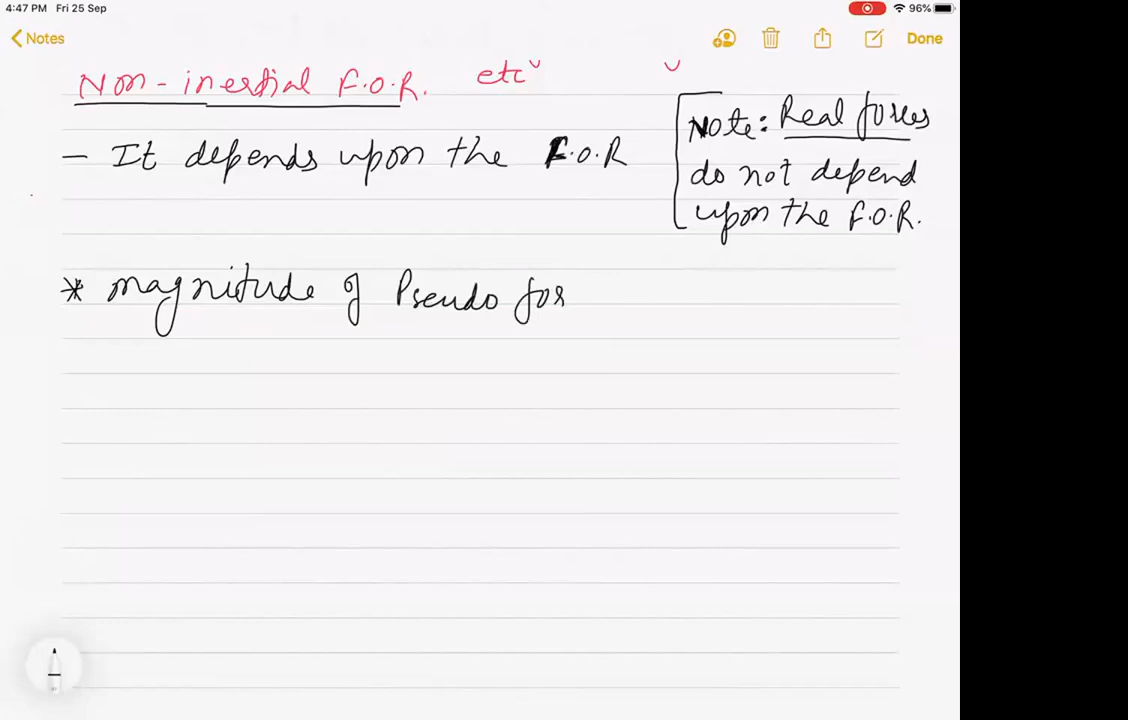 4:47 PM Fri 25 Sep
96%
Notes
Done
Non-inertial F.O.R. etc
- It depends upon the F.O.R
Note: Real forces
do not depend
upon the F.O.R.
* magnitude of Pseudo for